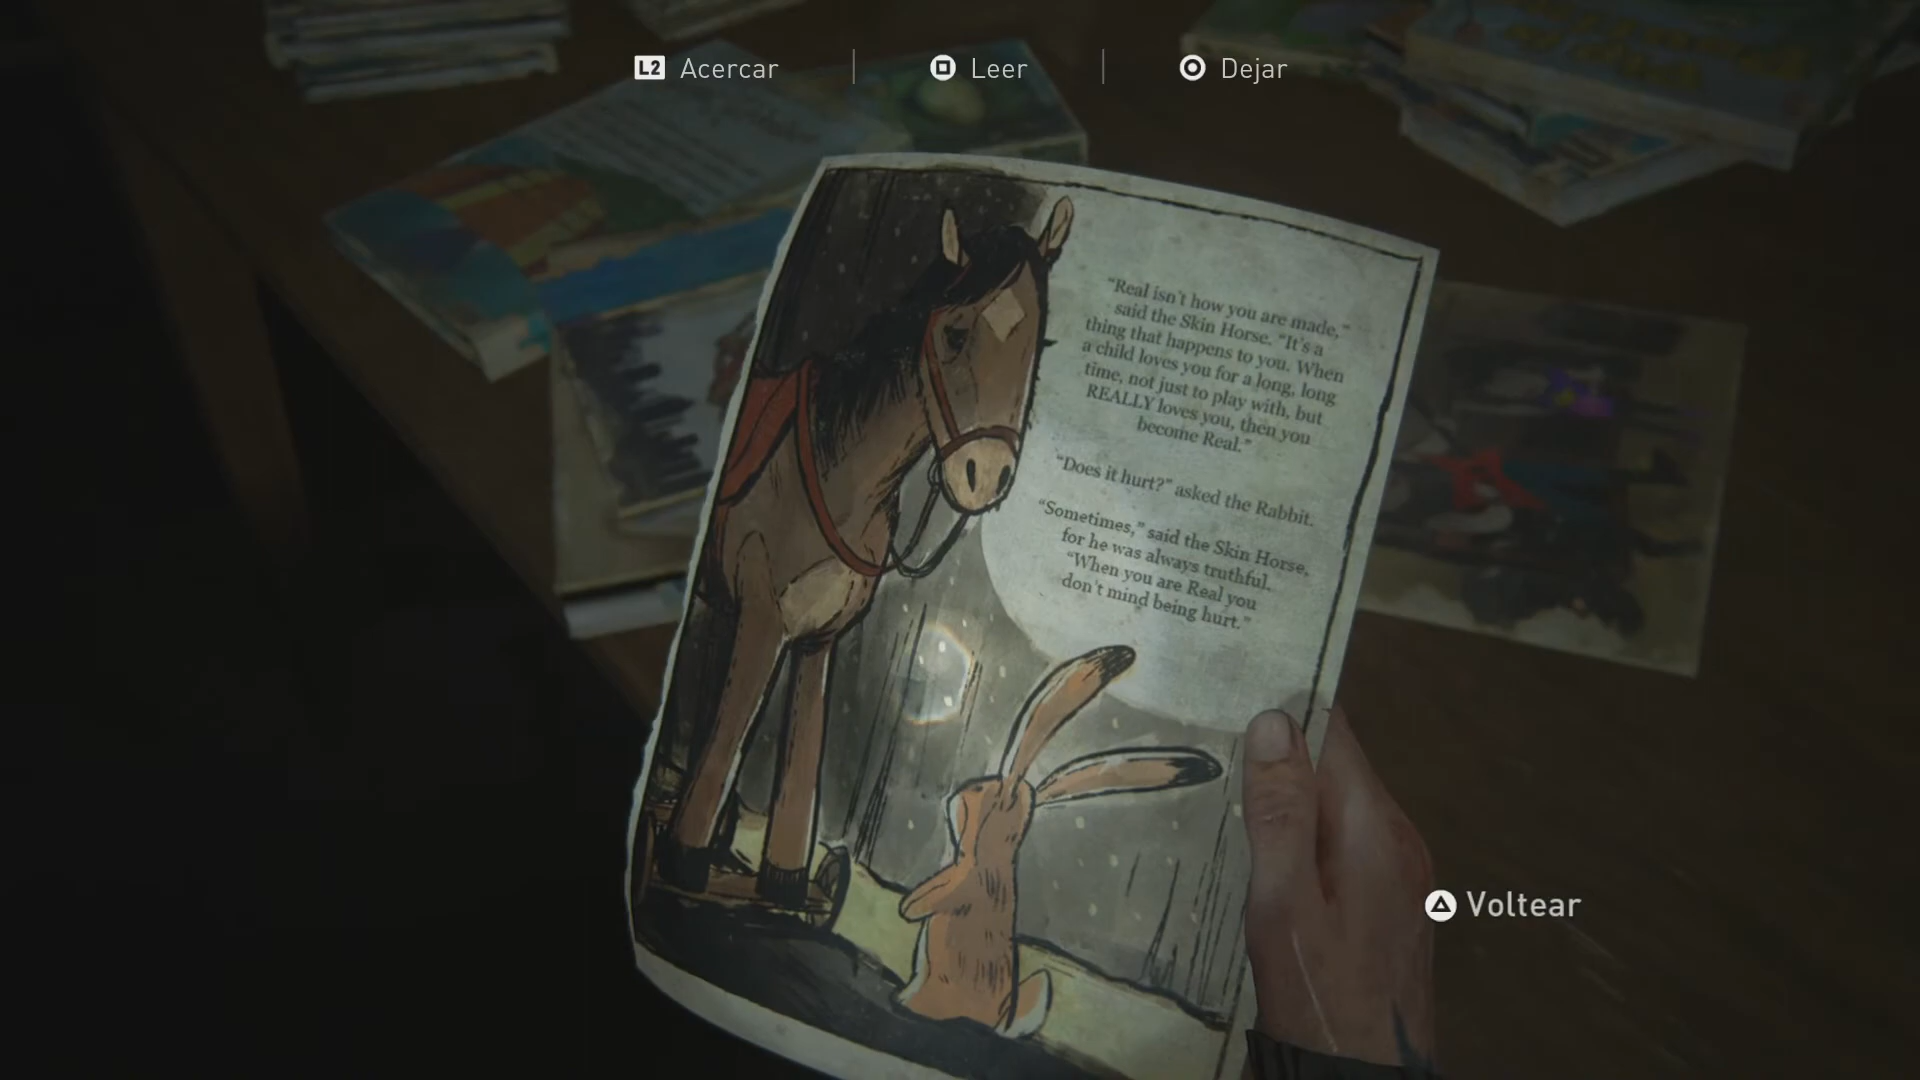 L2 Acercar
Leer
Dejar
“Real isn't how you are made,”
said the Skin Horse. “It's a
thing that happens to you. When
a child loves you for a long, long
time, not just to play with, but
REALLY loves you, then you
become Real.”
“Does it hurt?” asked the Rabbit.
“Sometimes,” said the Skin Horse,
for he was always truthful.
“When you are Real you
don't mind being hurt.”
Voltear